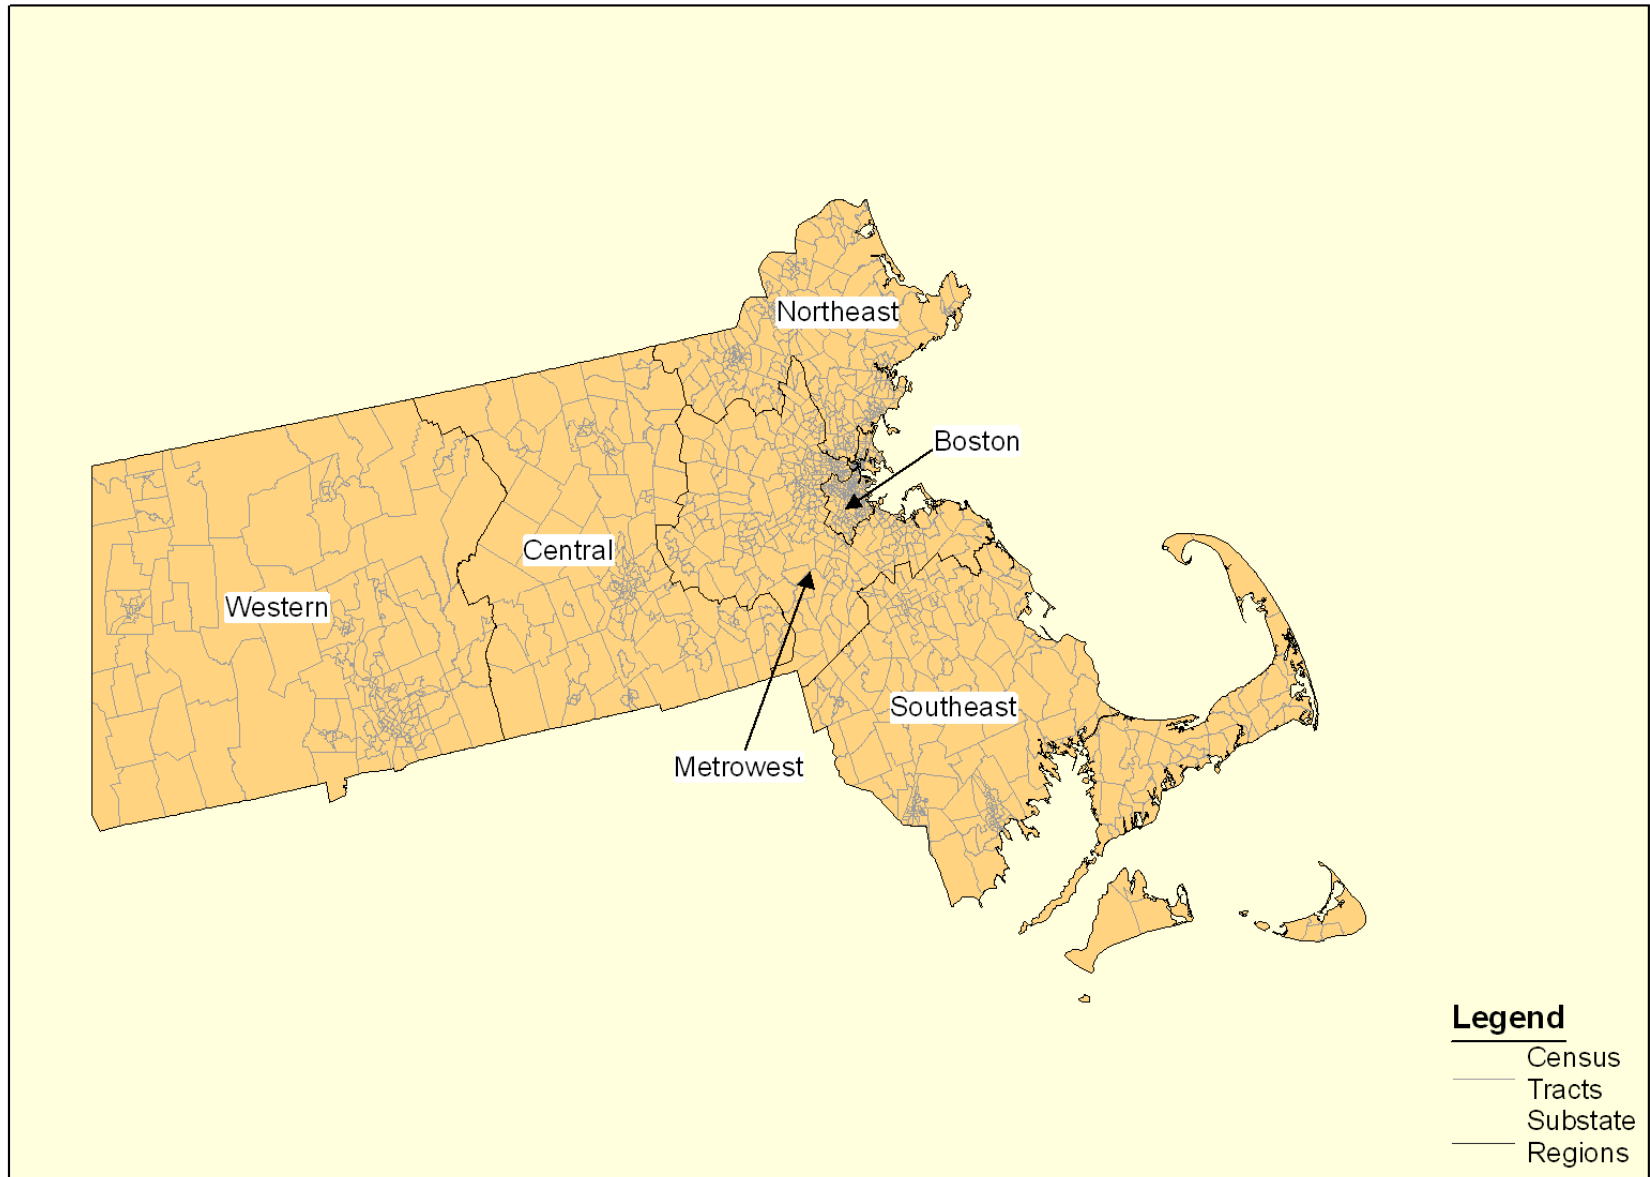 Northeast
Boston
Central
Western
Southeast
Metrowest
Legend
Census
Tracts
Substate
Regions